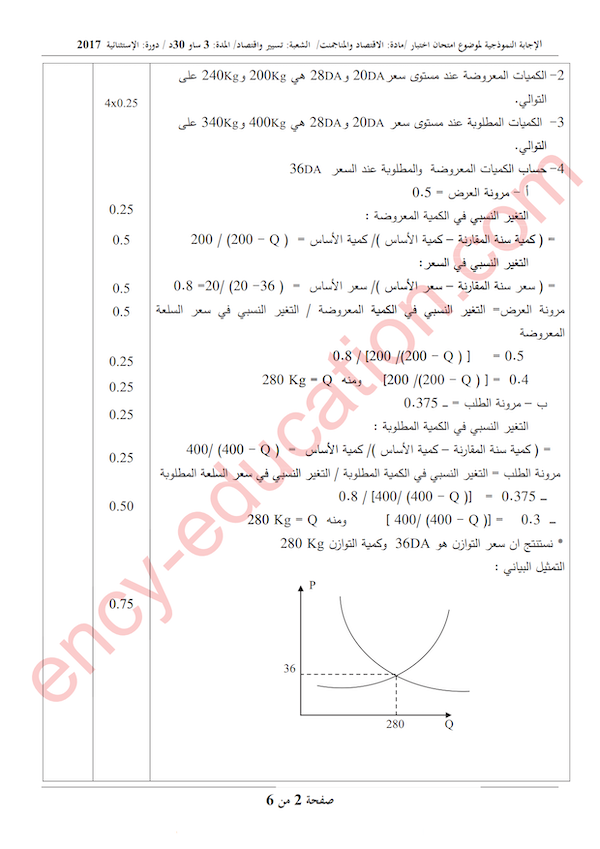 الإجابة النموذجية لموضوع امتحان اختبار /مادة: الاقتصاد والمناجمنت/ الشعبة: تسيير واقتصاد/ المدة: 3 ساو 30د / دورة: الإستثنائية 2017
2- الكميات المعروضة عند مستوى سعر 20DA و 28DA هي 200Kg و 240Kg على
التوالي.
4x0.25
3- الكميات المطلوبة عند مستوى سعر 20DA و 28DA هي 400Kg و 340Kg على
التوالي.
4- حساب الكميات المعروضة والمطلوبة عند السعر 36DA
أ - مرونة العرض = 0.5
التغير النسبي في الكمية المعروضة :
0.25
= ( كمية سنة المقارنة – كمية الأساس )/ كمية الأساس = ( Q – 200) / 200
0.5
التغير النسبي في السعر:
= ( سعر سنة المقارنة – سعر الأساس )/ سعر الأساس = ( 36- 20) /20= 0.8
0.5
مرونة العرض= التغير النسبي في الكمية المعروضة / التغير النسبي في سعر السلعة
0.5
المعروضة
0.5 = [ ( Q – 200)/ 200] / 0.8
0.25
0.4 = [ ( Q – 200)/ 200] ومنه Q = 280 Kg
0.25
ب – مرونة الطلب = ــ 0.375
0.25
التغير النسبي في الكمية المطلوبة :
= ( كمية سنة المقارنة – كمية الأساس )/ كمية الأساس = ( Q – 400) /400
0.25
مرونة الطلب = التغير النسبي في الكمية المطلوبة / التغير النسبي في سعر السلعة المطلوبة
ــ 0.375 = [( Q – 400) /400] / 0.8
0.50
ــ 0.3 = [( Q – 400) /400 ] ومنه Q = 280 Kg
* نستنتج ان سعر التوازن هو 36DA وكمية التوازن 280 Kg
التمثيل البياني :
0.75
P
36
280
Q
صفحة 2 من 6
ency-education.com